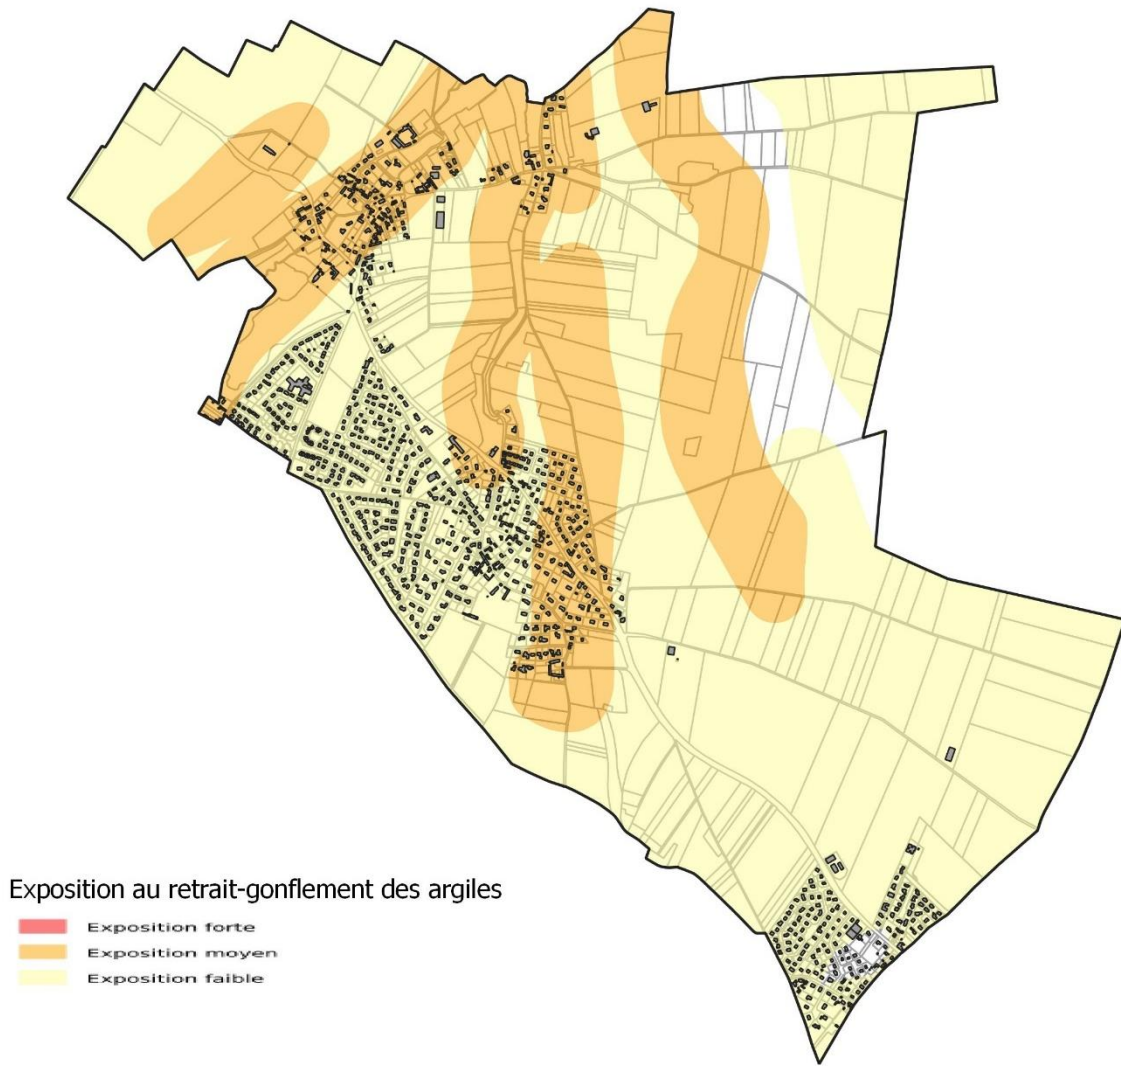 Exposition au retrait-gonflement des argiles
Exposition forte
Exposition moyen
Exposition faible